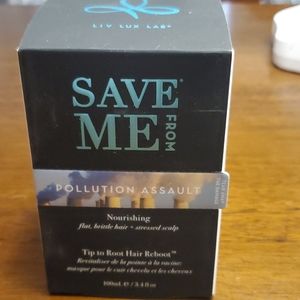 LIV LUX LAB®
SAVE
ME FROM
POLLUTION ASSAULT
Nourishing
flat, brittle hair + stressed scalp
Tip to Root Hair Reboot™
Revitaliser de la pointe à la racine:
masque pour le cuir chevelu et les cheveux
100ml e / 3.4 fl oz